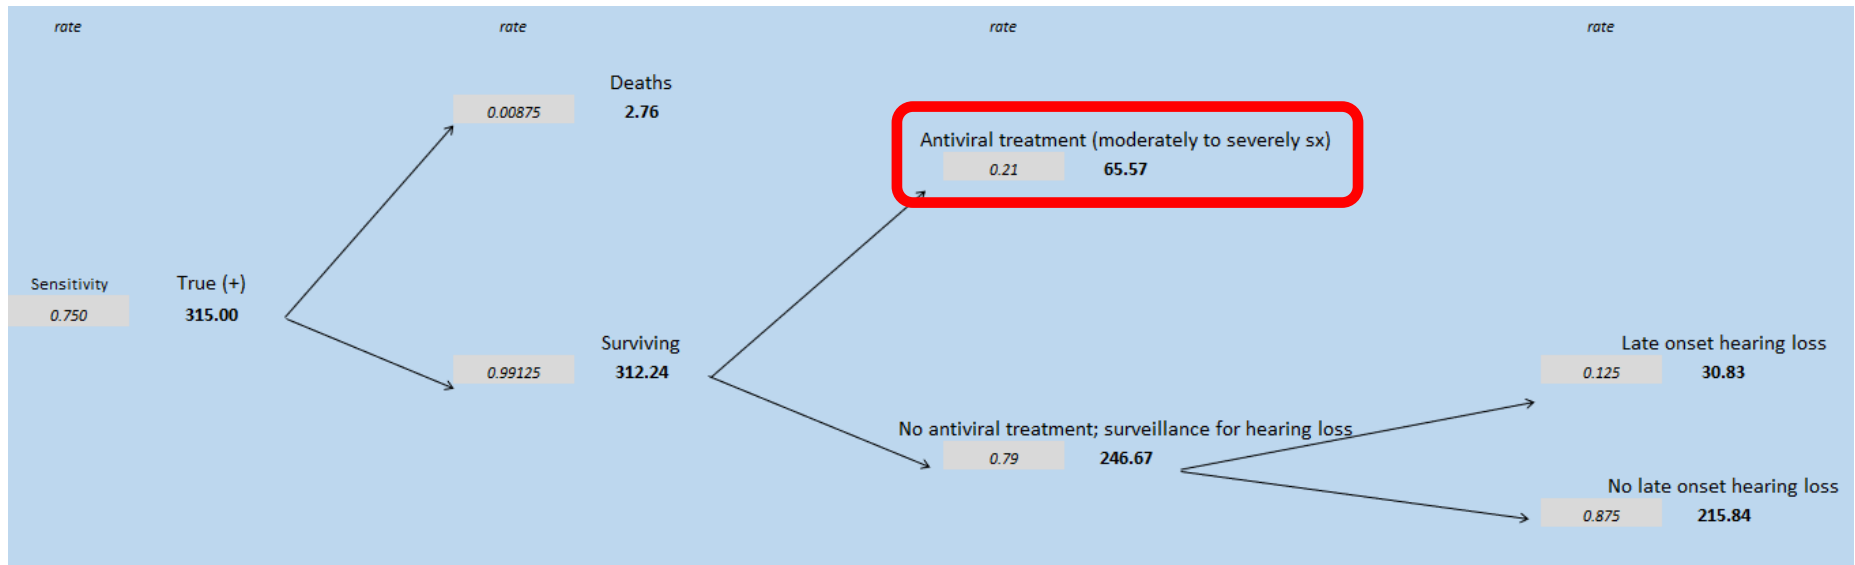 rate rate rate rate
Deaths
0.00875 2.76
Antiviral treatment (moderately to severely sx)
0.21 65.57
Sensitivity True (+)
0.750 315.00
Surviving
0.99125 312.24
Late onset hearing loss
0.125 30.83
No antiviral treatment; surveillance for hearing loss
0.79 246.67
No late onset hearing loss
0.875 215.84